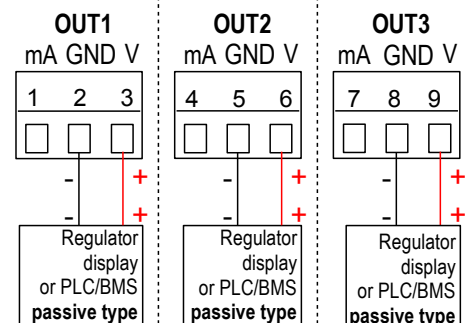 OUT1
mA GND V
1 2 3
- +
- +
Regulator
display
or PLC/BMS
passive type
OUT2
mA GND V
4 5 6
- +
- +
Regulator
display
or PLC/BMS
passive type
OUT3
mA GND V
7 8 9
- +
- +
Regulator
display
or PLC/BMS
passive type